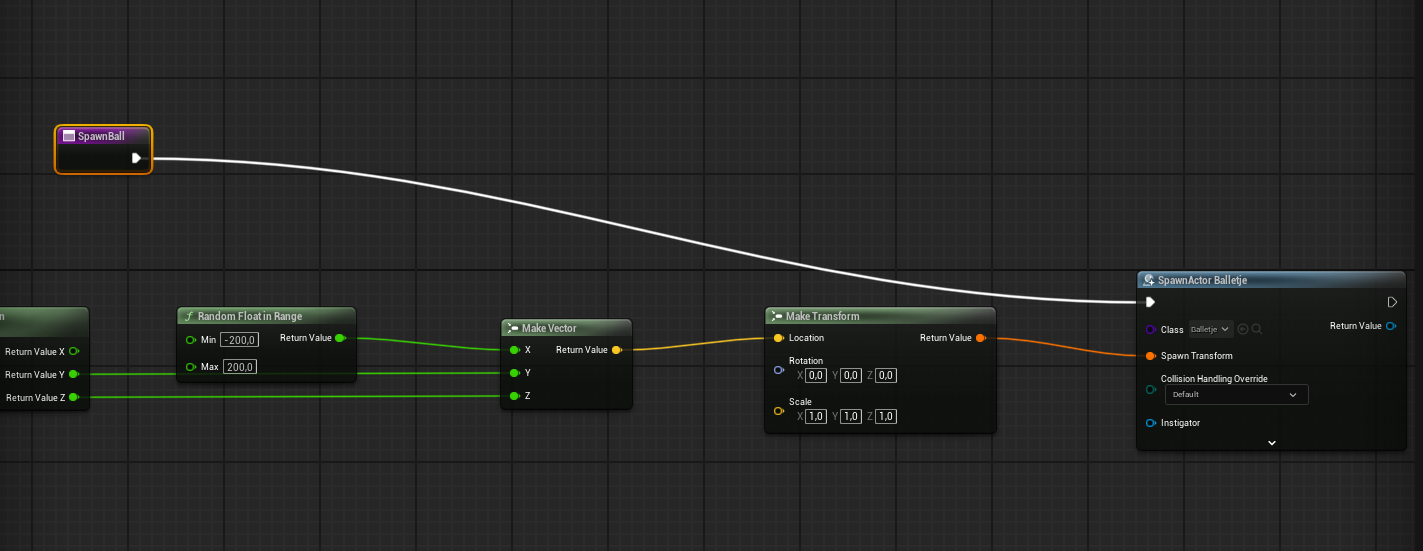 SpawnBall
n
Return Value X
Return Value Y
Return Value Z
Random Float in Range
Min -200,0
Return Value
Max 200,0
Make Vector
X Return Value
Y
Z
Make Transform
Location Return Value
Rotation
X 0,0 Y 0,0 Z 0,0
Scale
X 1,0 Y 1,0 Z 1,0
SpawnActor Balletje
Class Balletje
Return Value
Spawn Transform
Collision Handling Override
Default
Instigator